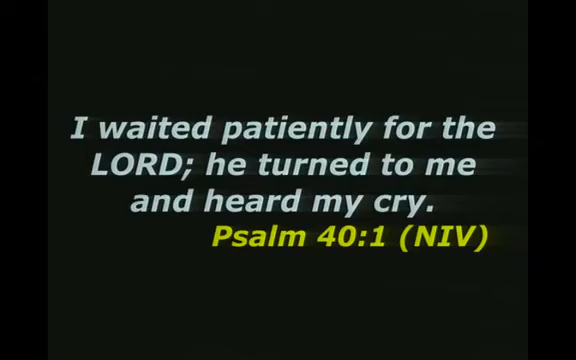 I waited patiently for the
LORD; he turned to me
and heard my cry.
Psalm 40:1 (NIV)